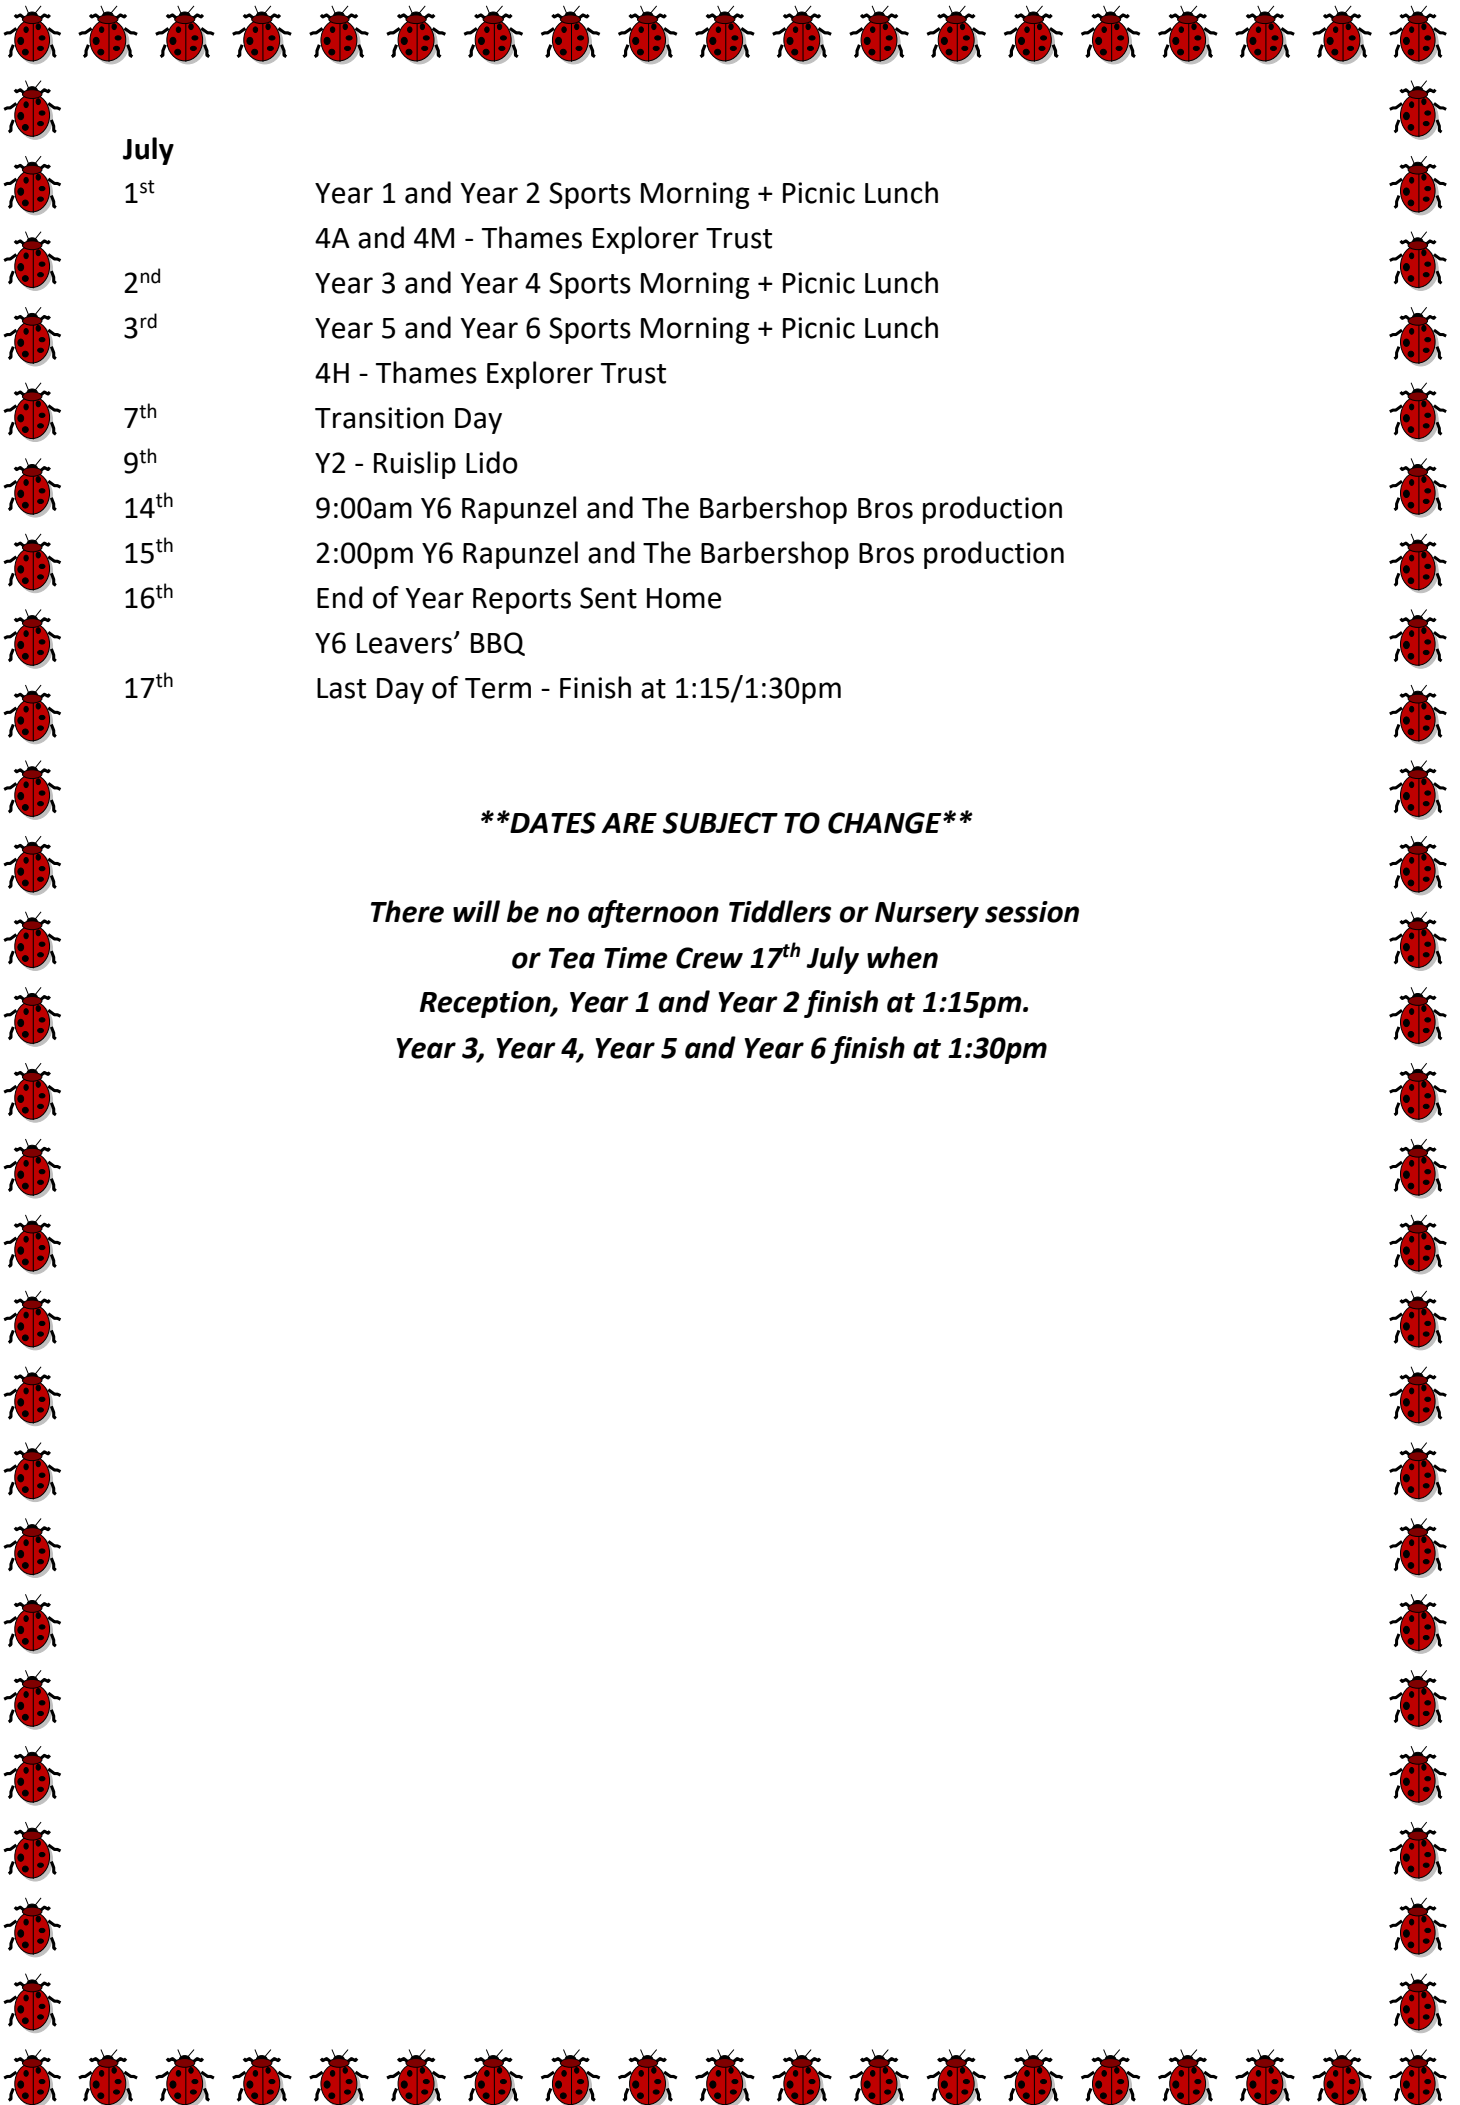 July
1st Year 1 and Year 2 Sports Morning + Picnic Lunch
4A and 4M - Thames Explorer Trust
2nd Year 3 and Year 4 Sports Morning + Picnic Lunch
3rd Year 5 and Year 6 Sports Morning + Picnic Lunch
4H - Thames Explorer Trust
7th Transition Day
9th Y2 - Ruislip Lido
14th 9:00am Y6 Rapunzel and The Barbershop Bros production
15th 2:00pm Y6 Rapunzel and The Barbershop Bros production
16th End of Year Reports Sent Home
Y6 Leavers’ BBQ
17th Last Day of Term - Finish at 1:15/1:30pm
**DATES ARE SUBJECT TO CHANGE**
There will be no afternoon Tiddlers or Nursery session
or Tea Time Crew 17th July when
Reception, Year 1 and Year 2 finish at 1:15pm.
Year 3, Year 4, Year 5 and Year 6 finish at 1:30pm